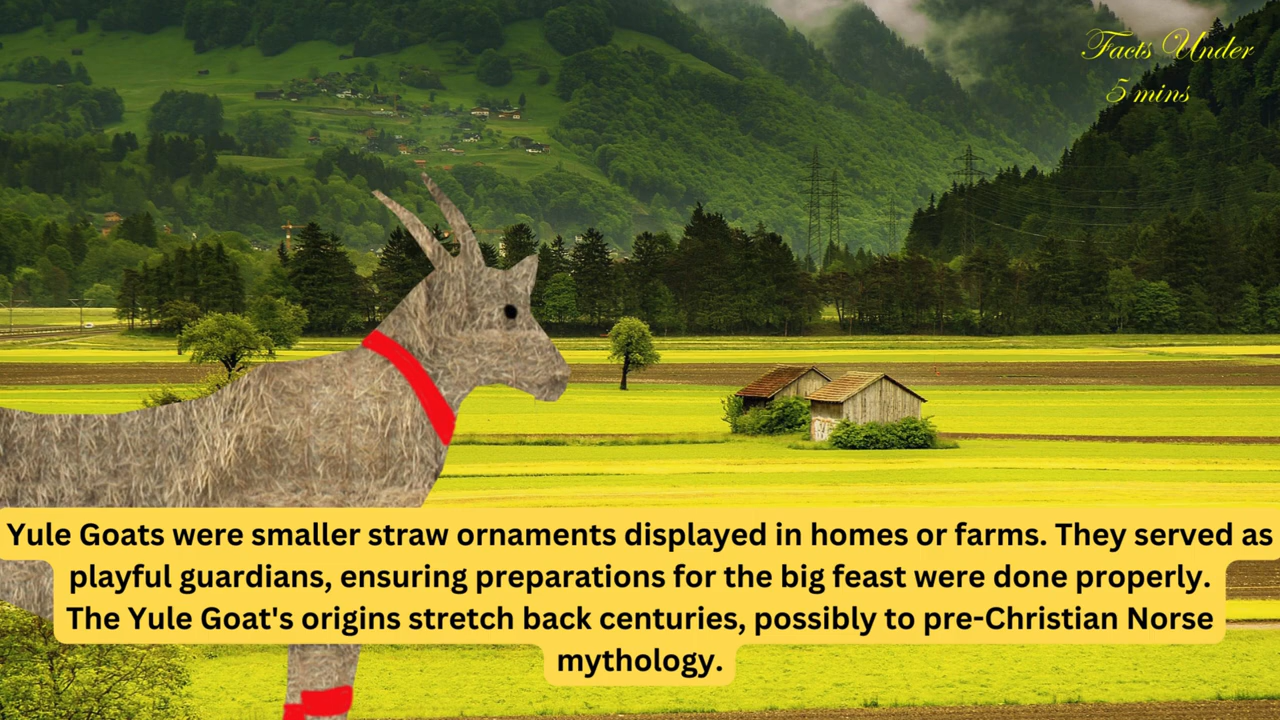 Facts Under
5 mins
Yule Goats were smaller straw ornaments displayed in homes or farms. They served as
playful guardians, ensuring preparations for the big feast were done properly.
The Yule Goat's origins stretch back centuries, possibly to pre-Christian Norse
mythology.